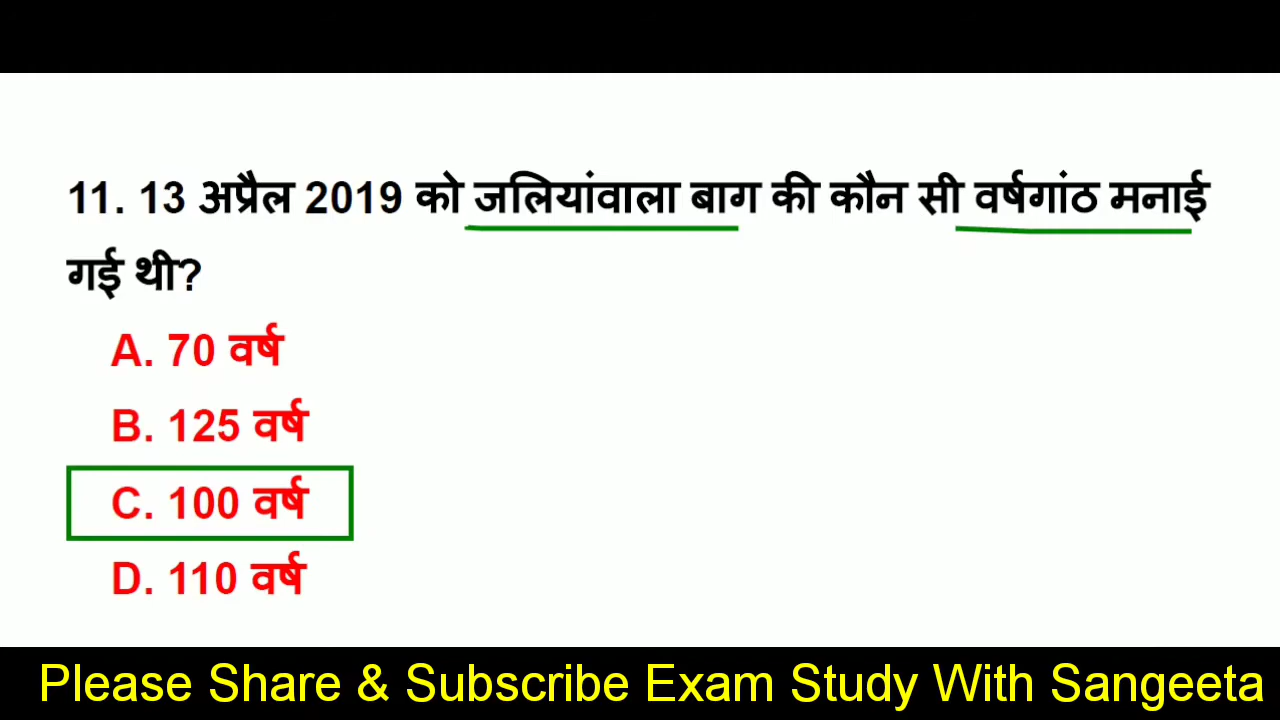 11. 13 अप्रैल 2019 को जलियांवाला बाग की कौन सी वर्षगांठ मनाई
गई थी?
A. 70 वर्ष
B. 125 वर्ष
C. 100 वर्ष
D. 110 वर्ष
Please Share & Subscribe Exam Study With Sangeeta